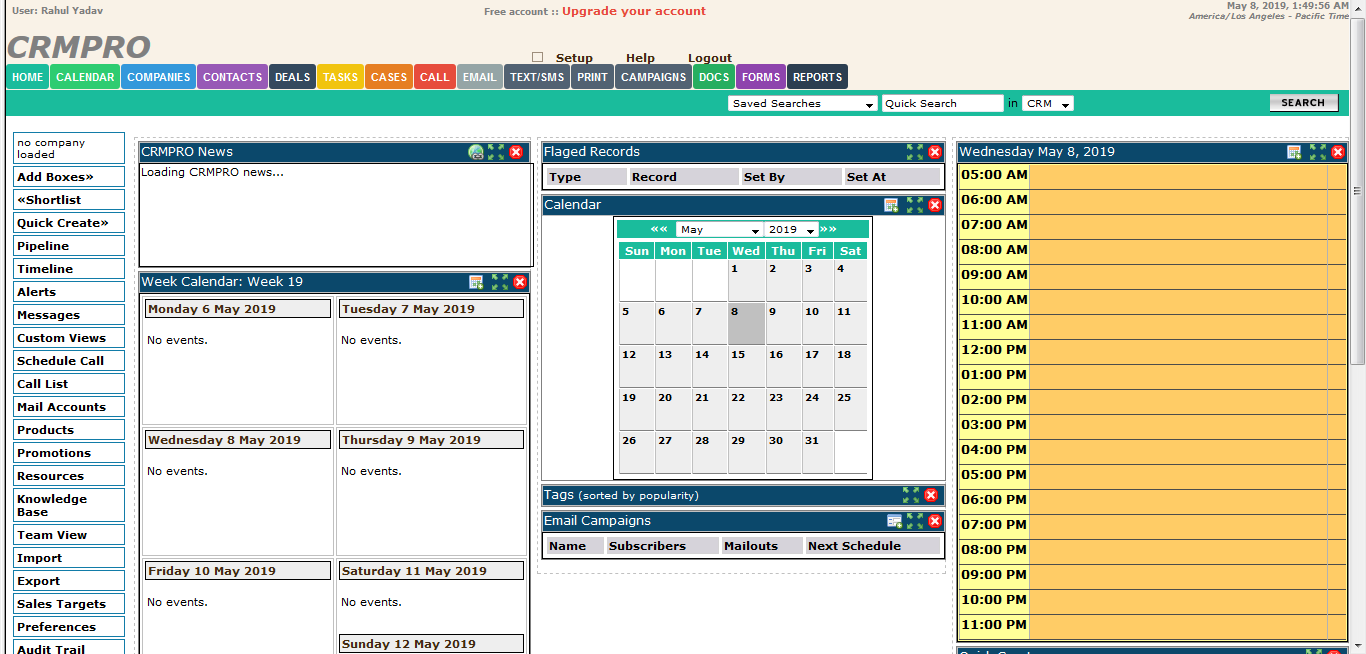 User: Rahul Yadav
Free account :: Upgrade your account
May 8, 2019, 1:49:56 AM
America/Los Angeles - Pacific Time
CRMPRO
Setup Help Logout
HOME CALENDAR COMPANIES CONTACTS DEALS TASKS CASES CALL EMAIL TEXT/SMS PRINT CAMPAIGNS DOCS FORMS REPORTS
Saved Searches Quick Search in CRM SEARCH
no company
loaded
Add Boxes»
«Shortlist
Quick Create»
Pipeline
Timeline
Alerts
Messages
Custom Views
Schedule Call
Call List
Mail Accounts
Products
Promotions
Resources
Knowledge
Base
Team View
Import
Export
Sales Targets
Preferences
Audit Trail
CRMPRO News
Loading CRMPRO news...
Week Calendar: Week 19
Monday 6 May 2019 Tuesday 7 May 2019
No events. No events.
Wednesday 8 May 2019 Thursday 9 May 2019
No events. No events.
Friday 10 May 2019 Saturday 11 May 2019
No events. No events.
Sunday 12 May 2019
Flaged Records
Type Record Set By Set At
Calendar
«« May 2019 »»
Sun Mon Tue Wed Thu Fri Sat
1 2 3 4
5 6 7 8 9 10 11
12 13 14 15 16 17 18
19 20 21 22 23 24 25
26 27 28 29 30 31
Tags (sorted by popularity)
Email Campaigns
Name Subscribers Mailouts Next Schedule
Wednesday May 8, 2019
05:00 AM
06:00 AM
07:00 AM
08:00 AM
09:00 AM
10:00 AM
11:00 AM
12:00 PM
01:00 PM
02:00 PM
03:00 PM
04:00 PM
05:00 PM
06:00 PM
07:00 PM
08:00 PM
09:00 PM
10:00 PM
11:00 PM